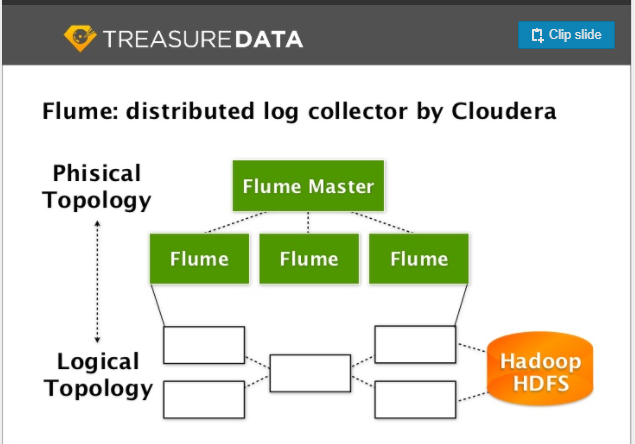 TREASUREDATA
Clip slide
Flume: distributed log collector by Cloudera
Phisical
Topology
Flume Master
Flume
Flume
Flume
Logical
Topology
Hadoop
HDFS